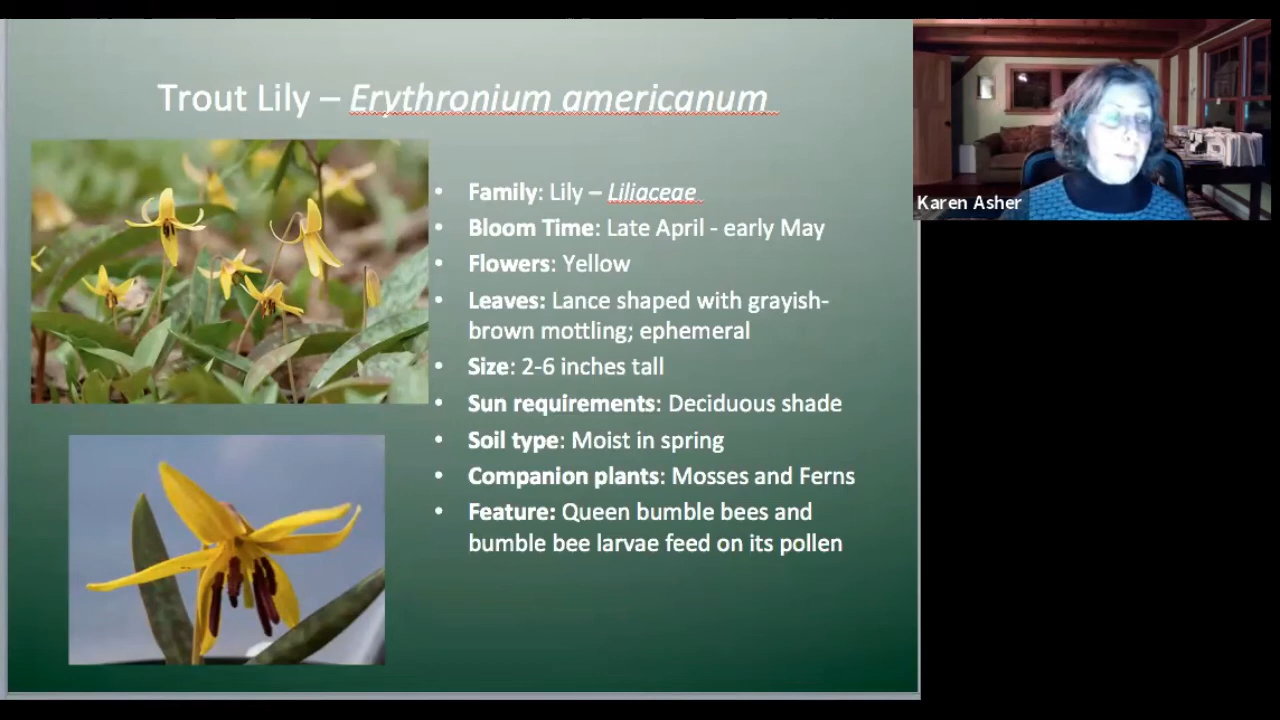 Trout Lily – Erythronium americanum
• Family: Lily – Liliaceae
• Bloom Time: Late April - early May
• Flowers: Yellow
• Leaves: Lance shaped with grayish-
brown mottling; ephemeral
• Size: 2-6 inches tall
• Sun requirements: Deciduous shade
• Soil type: Moist in spring
• Companion plants: Mosses and Ferns
• Feature: Queen bumble bees and
bumble bee larvae feed on its pollen
Karen Asher